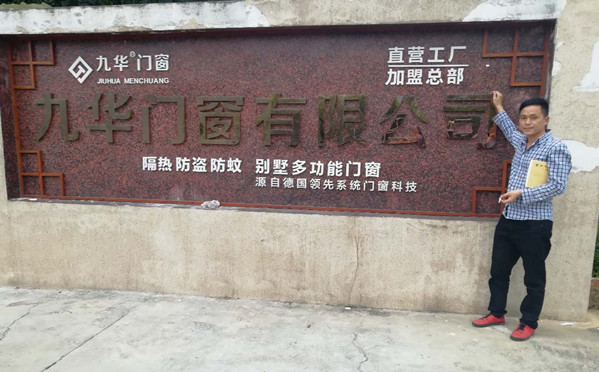 九华®门窗
JIUHUA MENCHUANG
直营工厂
加盟总部
九华门窗有限公司
隔热 防盗 防蚊 别墅多功能门窗
源自德国领先系统门窗科技